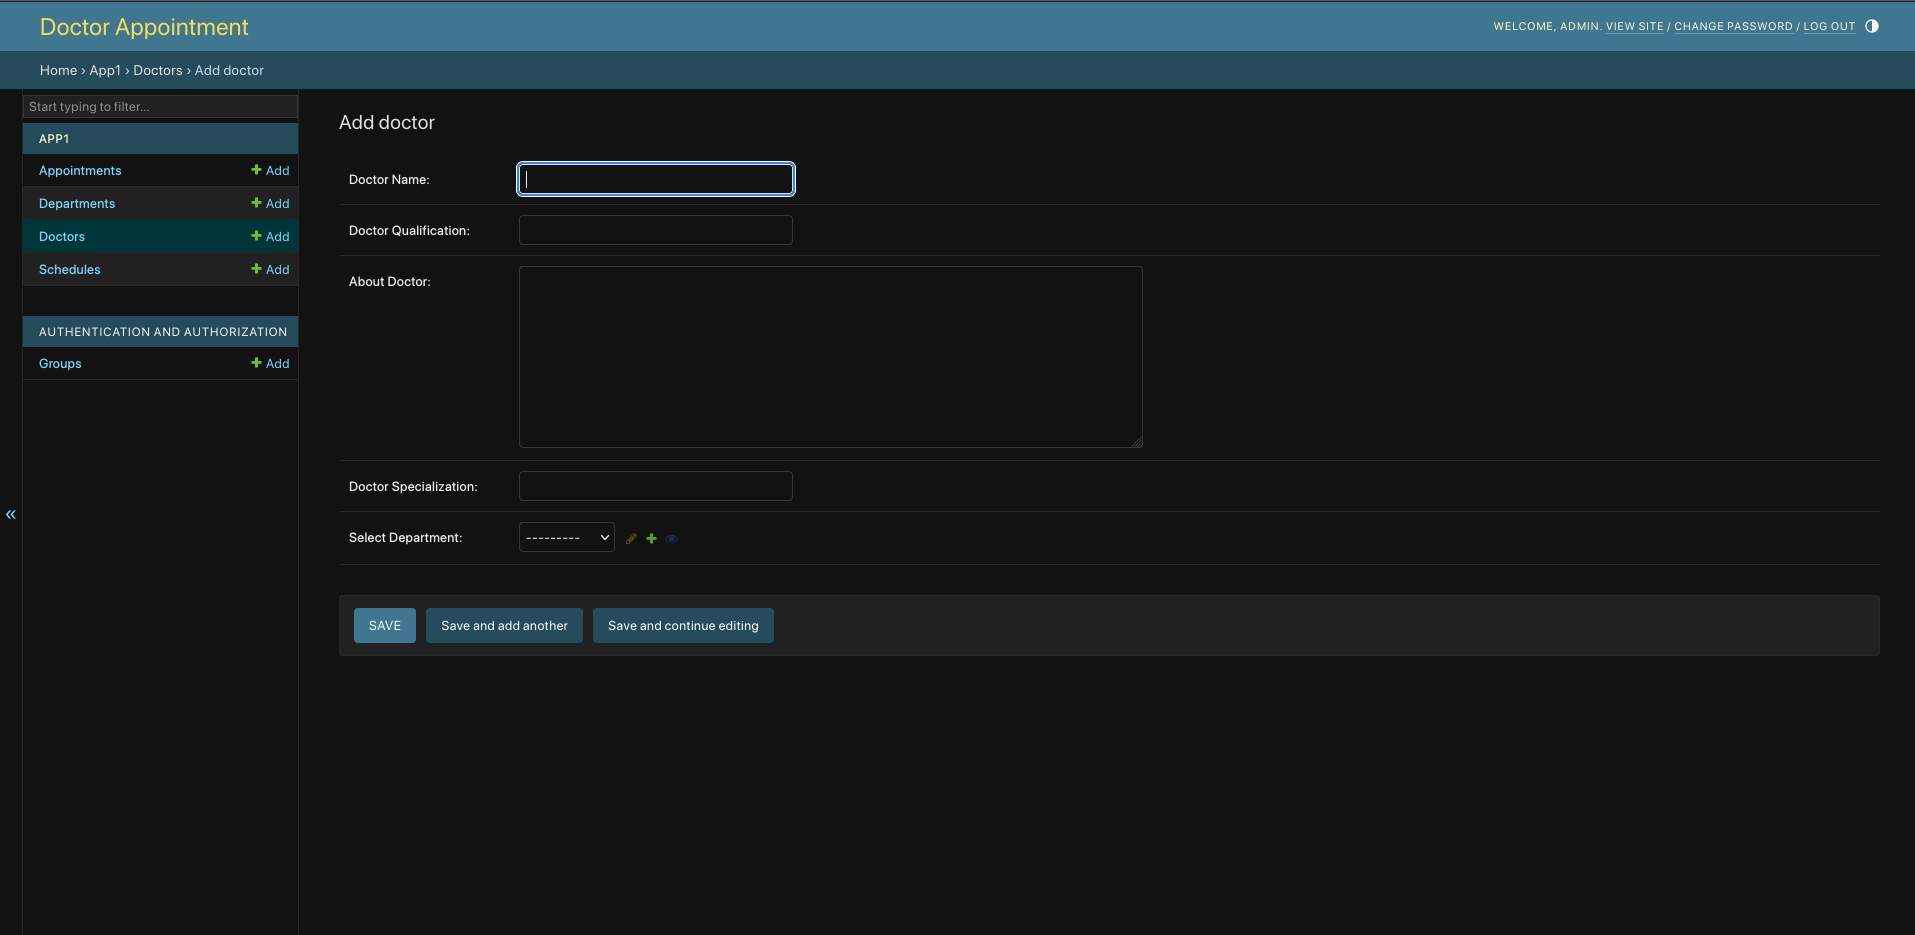 Doctor Appointment
WELCOME, ADMIN. VIEW SITE / CHANGE PASSWORD / LOG OUT
Home › App1 › Doctors › Add doctor
Start typing to filter...
APP1
Appointments + Add
Departments + Add
Doctors + Add
Schedules + Add
AUTHENTICATION AND AUTHORIZATION
Groups + Add
«
Add doctor
Doctor Name:
Doctor Qualification:
About Doctor:
Doctor Specialization:
Select Department: ---------
SAVE Save and add another Save and continue editing